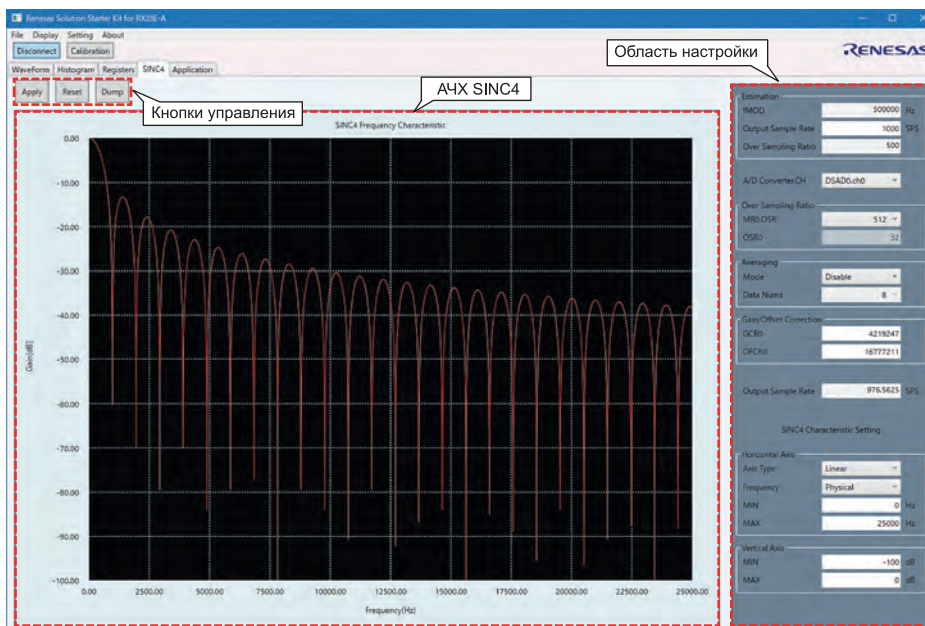 Renesas Solution Starter Kit for RX23E-A
File Display Setting About
Disconnect Calibration
RENESAS
Waveform Histogram Registers SINC4 Application
Область настройки
Apply Reset Dump
Кнопки управления
АЧХ SINC4
SINC4 Frequency Characteristic
Gain[dB]
0.00
-10.00
-20.00
-30.00
-40.00
-50.00
-60.00
-70.00
-80.00
-90.00
-100.00
0.00 2500.00 5000.00 7500.00 10000.00 12500.00 15000.00 17500.00 20000.00 22500.00 25000.00
Frequency(Hz)
Estimation
fMOD 500000 Hz
Output Sample Rate 1000 SPS
Over Sampling Ratio 500
A/D Converter.CH DSAD0.ch0
Over Sampling Ratio
MR0.OSR 512
OSR0 32
Averaging
Mode Disable
Data Nums 8
Gain/Offset Correction
GCR0 4219247
OFCR0 16777211
Output Sample Rate 976.5625 SPS
SINC4 Characteristic Setting
Horizontal Axis
Axis Type Linear
Frequency Physical
MIN 0 Hz
MAX 25000 Hz
Vertical Axis
MIN -100 dB
MAX 0 dB